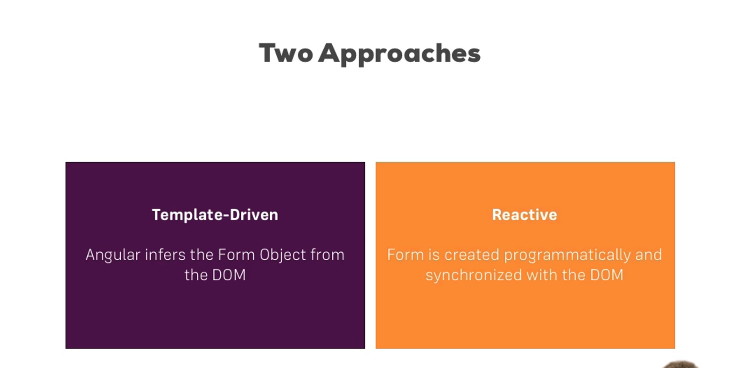 Two Approaches
Template-Driven
Angular infers the Form Object from
the DOM
Reactive
Form is created programmatically and
synchronized with the DOM